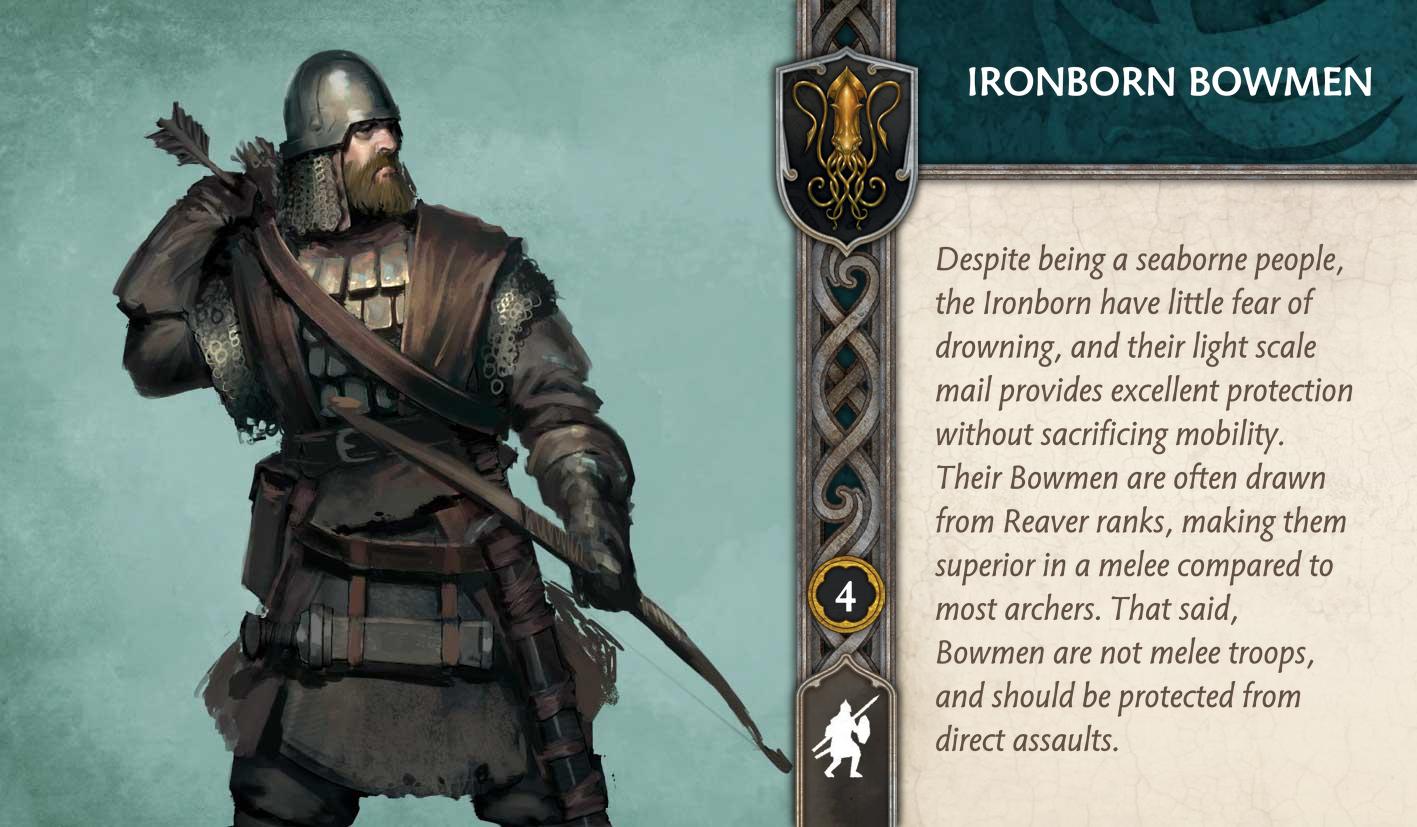 IRONBORN BOWMEN
Despite being a seaborne people,
the Ironborn have little fear of
drowning, and their light scale
mail provides excellent protection
without sacrificing mobility.
Their Bowmen are often drawn
from Reaver ranks, making them
superior in a melee compared to
most archers. That said,
Bowmen are not melee troops,
and should be protected from
direct assaults.
4